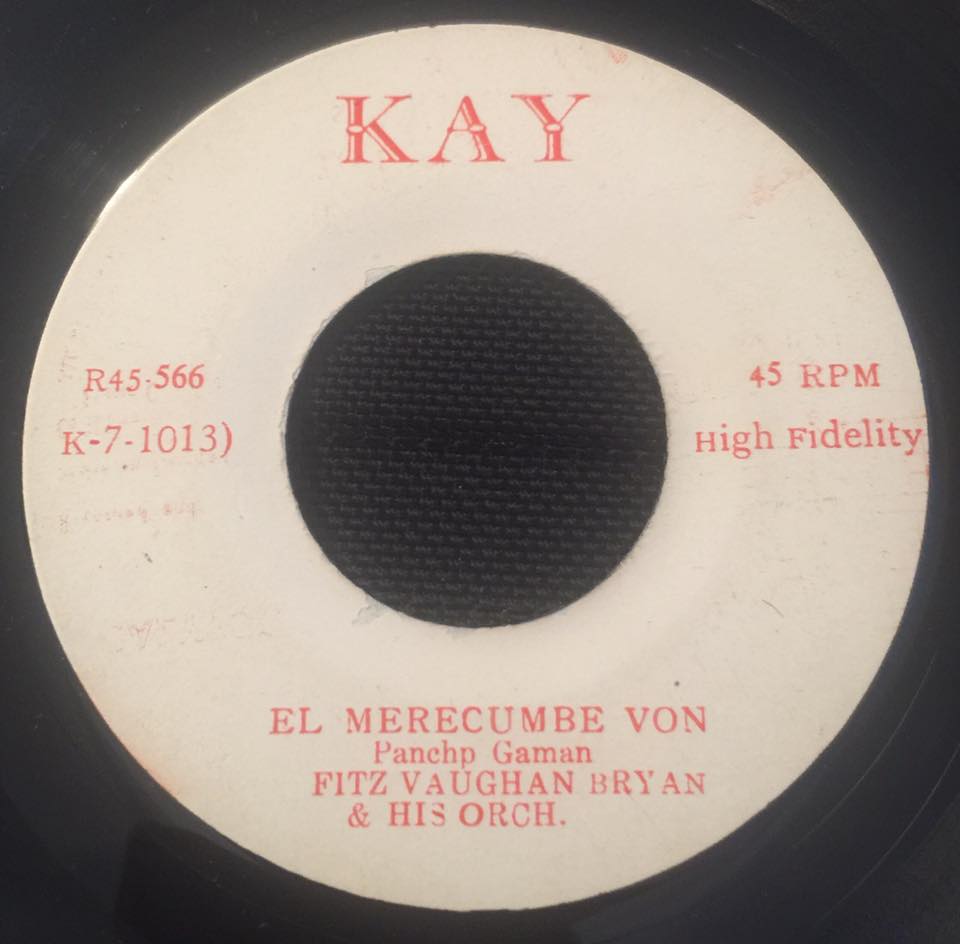 KAY
R45-566
K-7-1013)
45 RPM
High Fidelity
EL MERECUMBE VON
Panchp Gaman
FITZ VAUGHAN BRYAN
& HIS ORCH.